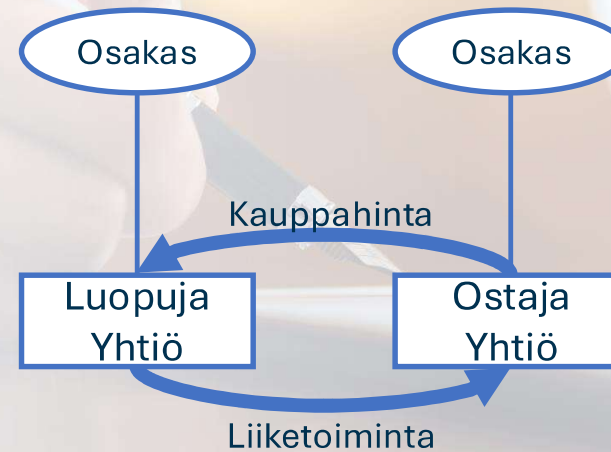 Osakas
Osakas
Kauppahinta
Luopuja
Yhtiö
Ostaja
Yhtiö
Liiketoiminta